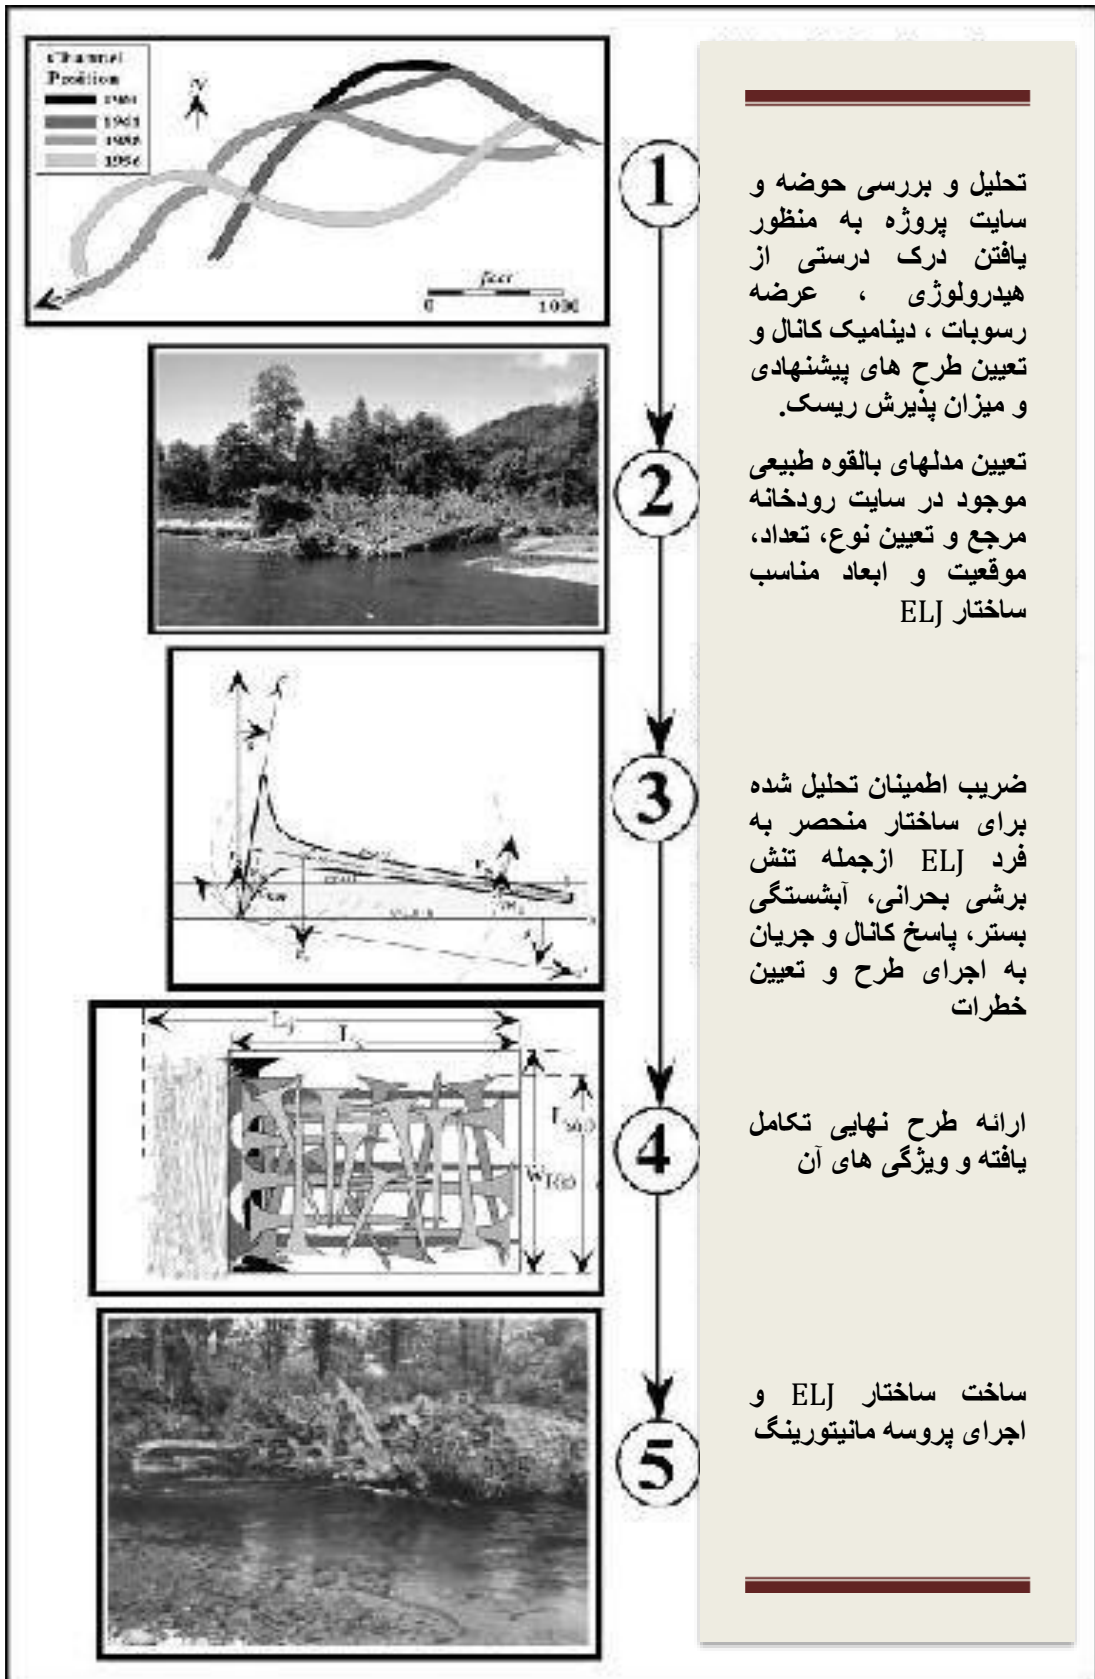 Channel
Position
1956
N
feet
0 1000
1
2
3
4
5
تحلیل و بررسی حوضه و
سایت پروژه به منظور
یافتن درک درستی از
هیدرولوژی ، عرضه
رسوبات ، دینامیک کانال و
تعیین طرح های پیشنهادی
و میزان پذیرش ریسک.
تعیین مدلهای بالقوه طبیعی
موجود در سایت رودخانه
مرجع و تعیین نوع، تعداد،
موقعیت و ابعاد مناسب
ساختار ELJ
ضریب اطمینان تحلیل شده
برای ساختار منحصر به
فرد ELJ ازجمله تنش
برشی بحرانی، آبشستگی
بستر، پاسخ کانال و جریان
به اجرای طرح و تعیین
خطرات
ارائه طرح نهایی تکامل
یافته و ویژگی های آن
ساخت ساختار ELJ و
اجرای پروسه مانیتورینگ